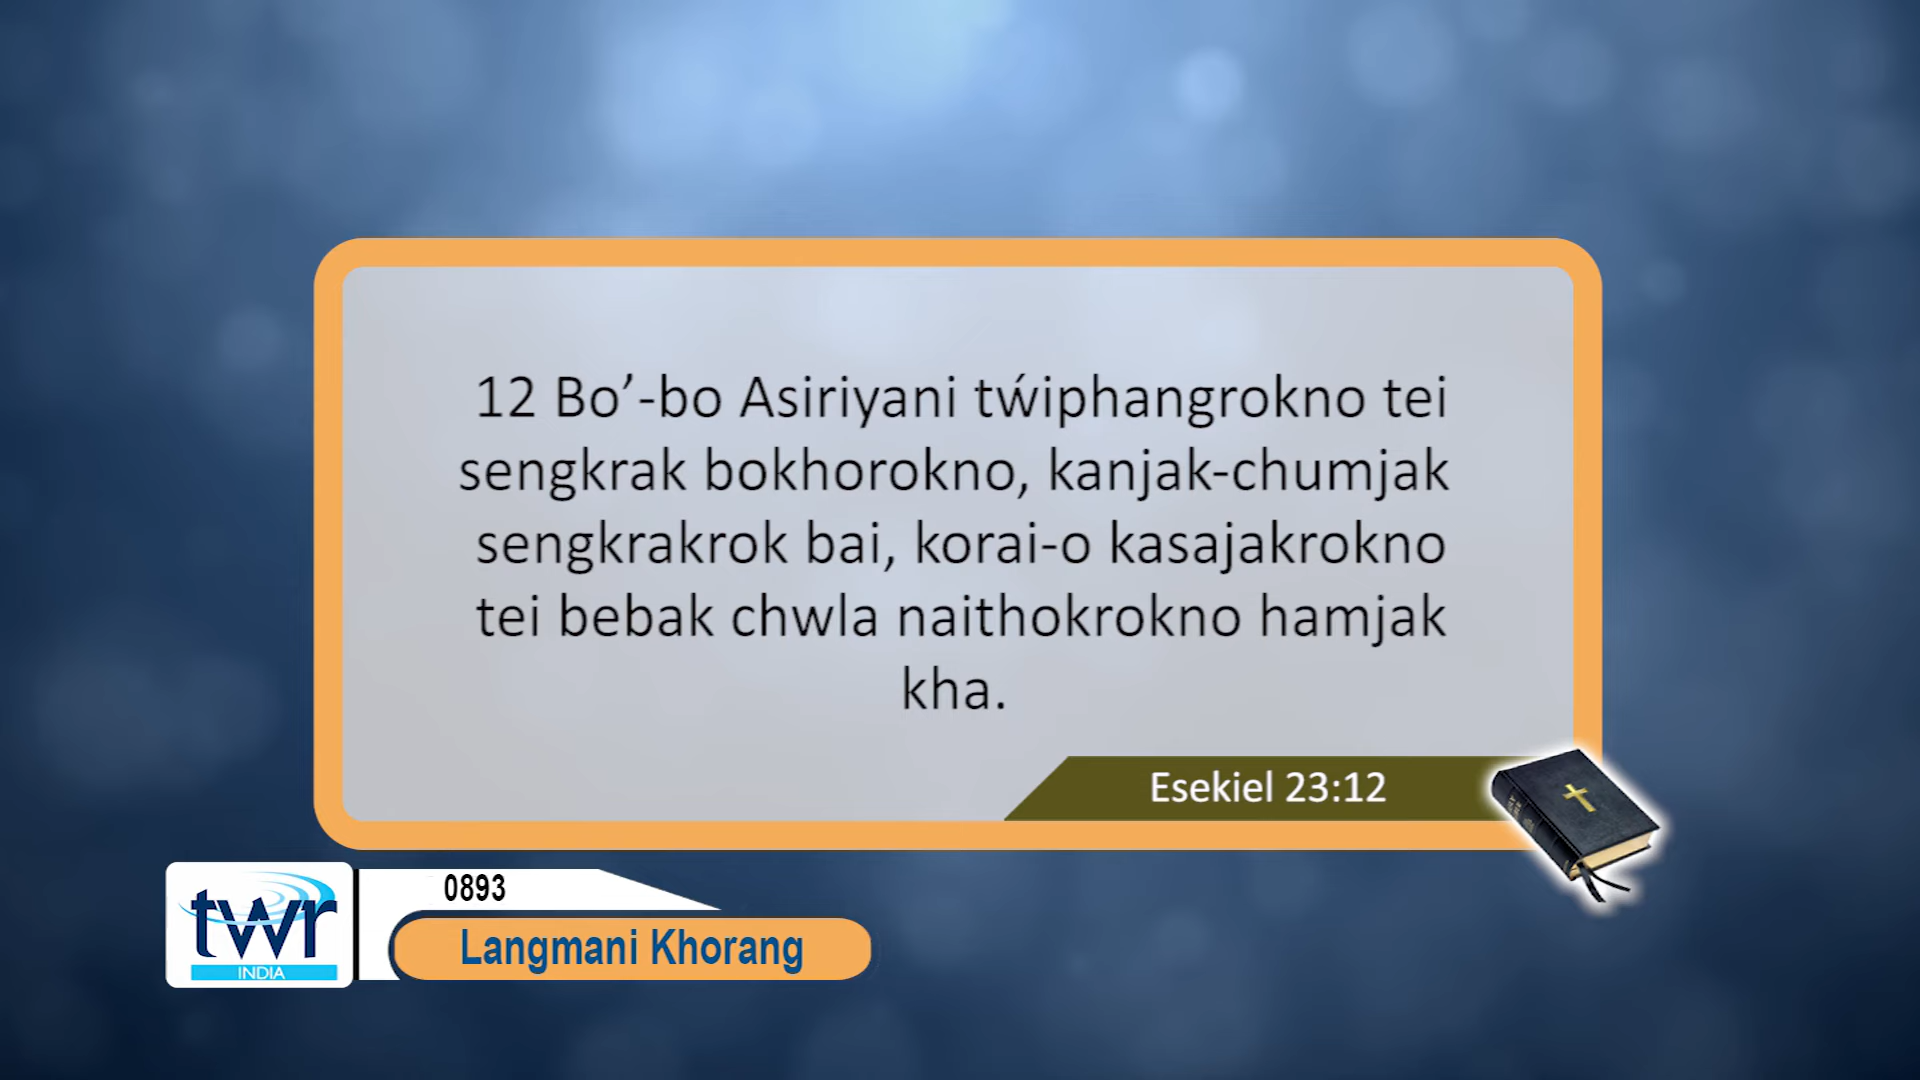 12 Bo’-bo Asiriyani tẃiphangrokno tei
sengkrak bokhorokno, kanjak-chumjak
sengkrakrok bai, korai-o kasajakrokno
tei bebak chwla naithokrokno hamjak
kha.
Esekiel 23:12
twr
INDIA
0893
Langmani Khorang